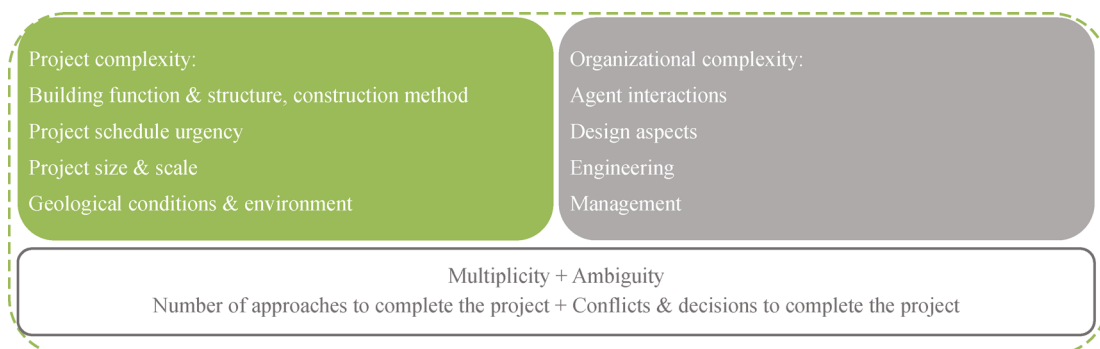 Project complexity:
Building function & structure, construction method
Project schedule urgency
Project size & scale
Geological conditions & environment
Organizational complexity:
Agent interactions
Design aspects
Engineering
Management
Multiplicity + Ambiguity
Number of approaches to complete the project + Conflicts & decisions to complete the project